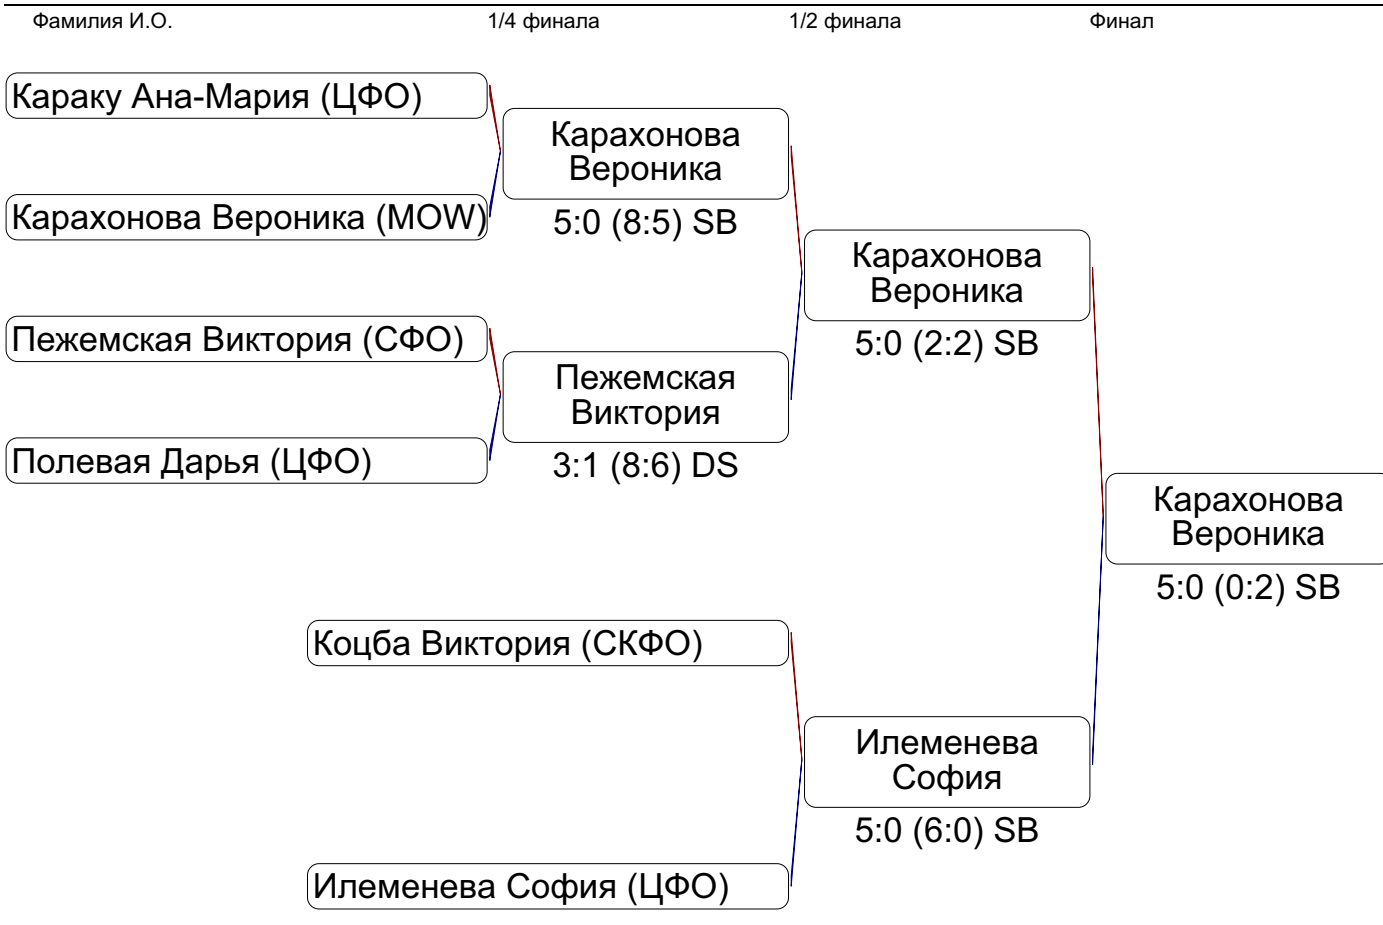 Фамилия И.О. 1/4 финала 1/2 финала Финал
Караку Ана-Мария (ЦФО)
Карахонова
Вероника
5:0 (8:5) SB
Карахонова Вероника (MOW)
Карахонова
Вероника
5:0 (2:2) SB
Пежемская Виктория (СФО)
Пежемская
Виктория
3:1 (8:6) DS
Полевая Дарья (ЦФО)
Карахонова
Вероника
5:0 (0:2) SB
Коцба Виктория (СКФО)
Илеменева
София
5:0 (6:0) SB
Илеменева София (ЦФО)